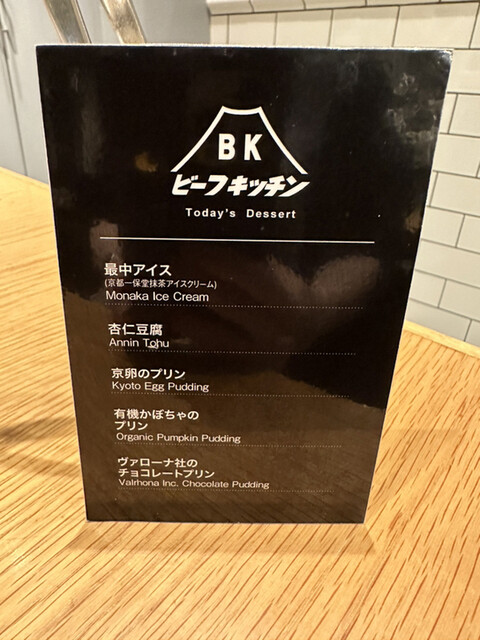 BK
ビーフキッチン
Today's Dessert
最中アイス
(京都一保堂抹茶アイスクリーム)
Monaka Ice Cream
杏仁豆腐
Annin Tohu
京卵のプリン
Kyoto Egg Pudding
有機かぼちゃの
プリン
Organic Pumpkin Pudding
ヴァローナ社の
チョコレートプリン
Valrhona Inc. Chocolate Pudding